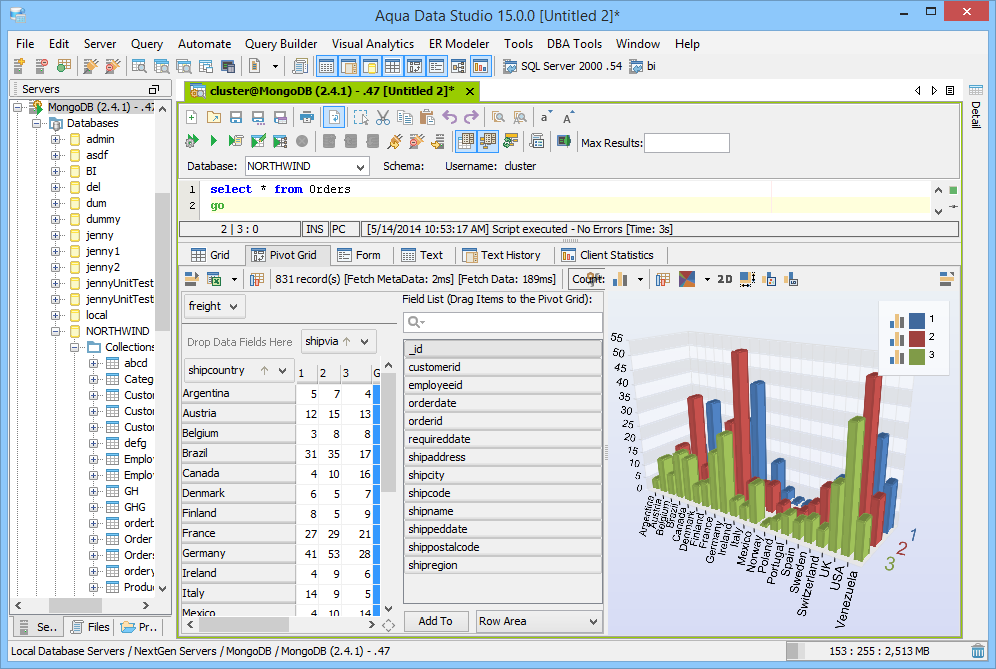 Aqua Data Studio 15.0.0 [Untitled 2]*
File Edit Server Query Automate Query Builder Visual Analytics ER Modeler Tools DBA Tools Window Help
SQL Server 2000 .54 bi
Servers
MongoDB (2.4.1) - .47
Databases
admin
asdf
BI
del
dum
dummy
jenny
jenny1
jenny2
jennyUnitTest
jennyUnitTest
local
NORTHWIND
Collections
abcd
Categ
Custo
Custo
Custo
defg
Emplo
Emplo
GH
GHG
orderb
Order
Orders
ordery
Produ
Se.. Files Pr..
cluster@MongoDB (2.4.1) - .47 [Untitled 2]*
Detail
Max Results:
Database: NORTHWIND Schema: Username: cluster
1 select * from Orders
2 go
2 | 3 : 0 INS PC [5/14/2014 10:53:17 AM] Script executed - No Errors [Time: 3s]
Grid Pivot Grid Form Text Text History Client Statistics
831 record(s) [Fetch MetaData: 2ms] [Fetch Data: 189ms] Count: 2D
freight
Drop Data Fields Here shipvia
shipcountry 1 2 3 G
Argentina 5 7 4
Austria 12 15 13
Belgium 3 8 8
Brazil 31 35 17
Canada 4 10 16
Denmark 6 5 7
Finland 8 5 9
France 27 29 21
Germany 41 53 28
Ireland 4 9 6
Italy 14 9 5
Mexico 4 10 14
Field List (Drag Items to the Pivot Grid):
_id
customerid
employeeid
orderdate
orderid
requireddate
shipaddress
shipcity
shipcode
shipname
shippeddate
shippostalcode
shipregion
Add To Row Area
1
2
3
55
50
45
40
35
30
25
20
15
10
5
0
Argentina
Austria
Belgium
Brazil
Canada
Denmark
Finland
France
Germany
Ireland
Italy
Mexico
Norway
Poland
Portugal
Spain
Sweden
Switzerland
UK
USA
Venezuela
1
2
3
Local Database Servers / NextGen Servers / MongoDB / MongoDB (2.4.1) - .47 153 : 255 : 2,513 MB